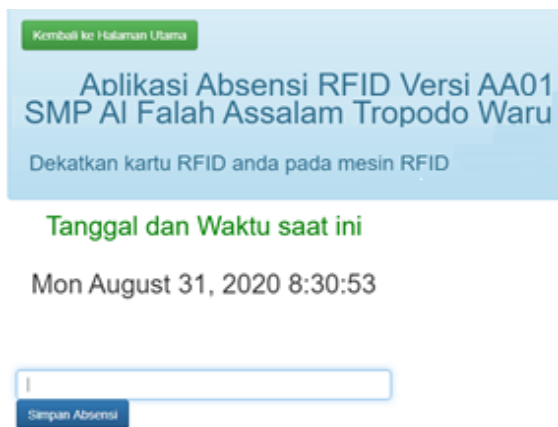 Kembali ke Halaman Utama
Aplikasi Absensi RFID Versi AA01
SMP Al Falah Assalam Tropodo Waru
Dekatkan kartu RFID anda pada mesin RFID
Tanggal dan Waktu saat ini
Mon August 31, 2020 8:30:53
Simpan Absensi